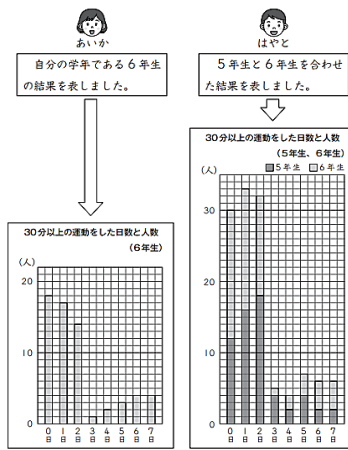 あいか
はやと
自分の学年である6年生
の結果を表しました。
5年生と6年生を合わせ
た結果を表しました。
30分以上の運動をした日数と人数
(5年生、6年生)
■5年生 □6年生
(人)
30
20
10
0
0日 1日 2日 3日 4日 5日 6日 7日
30分以上の運動をした日数と人数
(6年生)
(人)
20
10
0
0日 1日 2日 3日 4日 5日 6日 7日